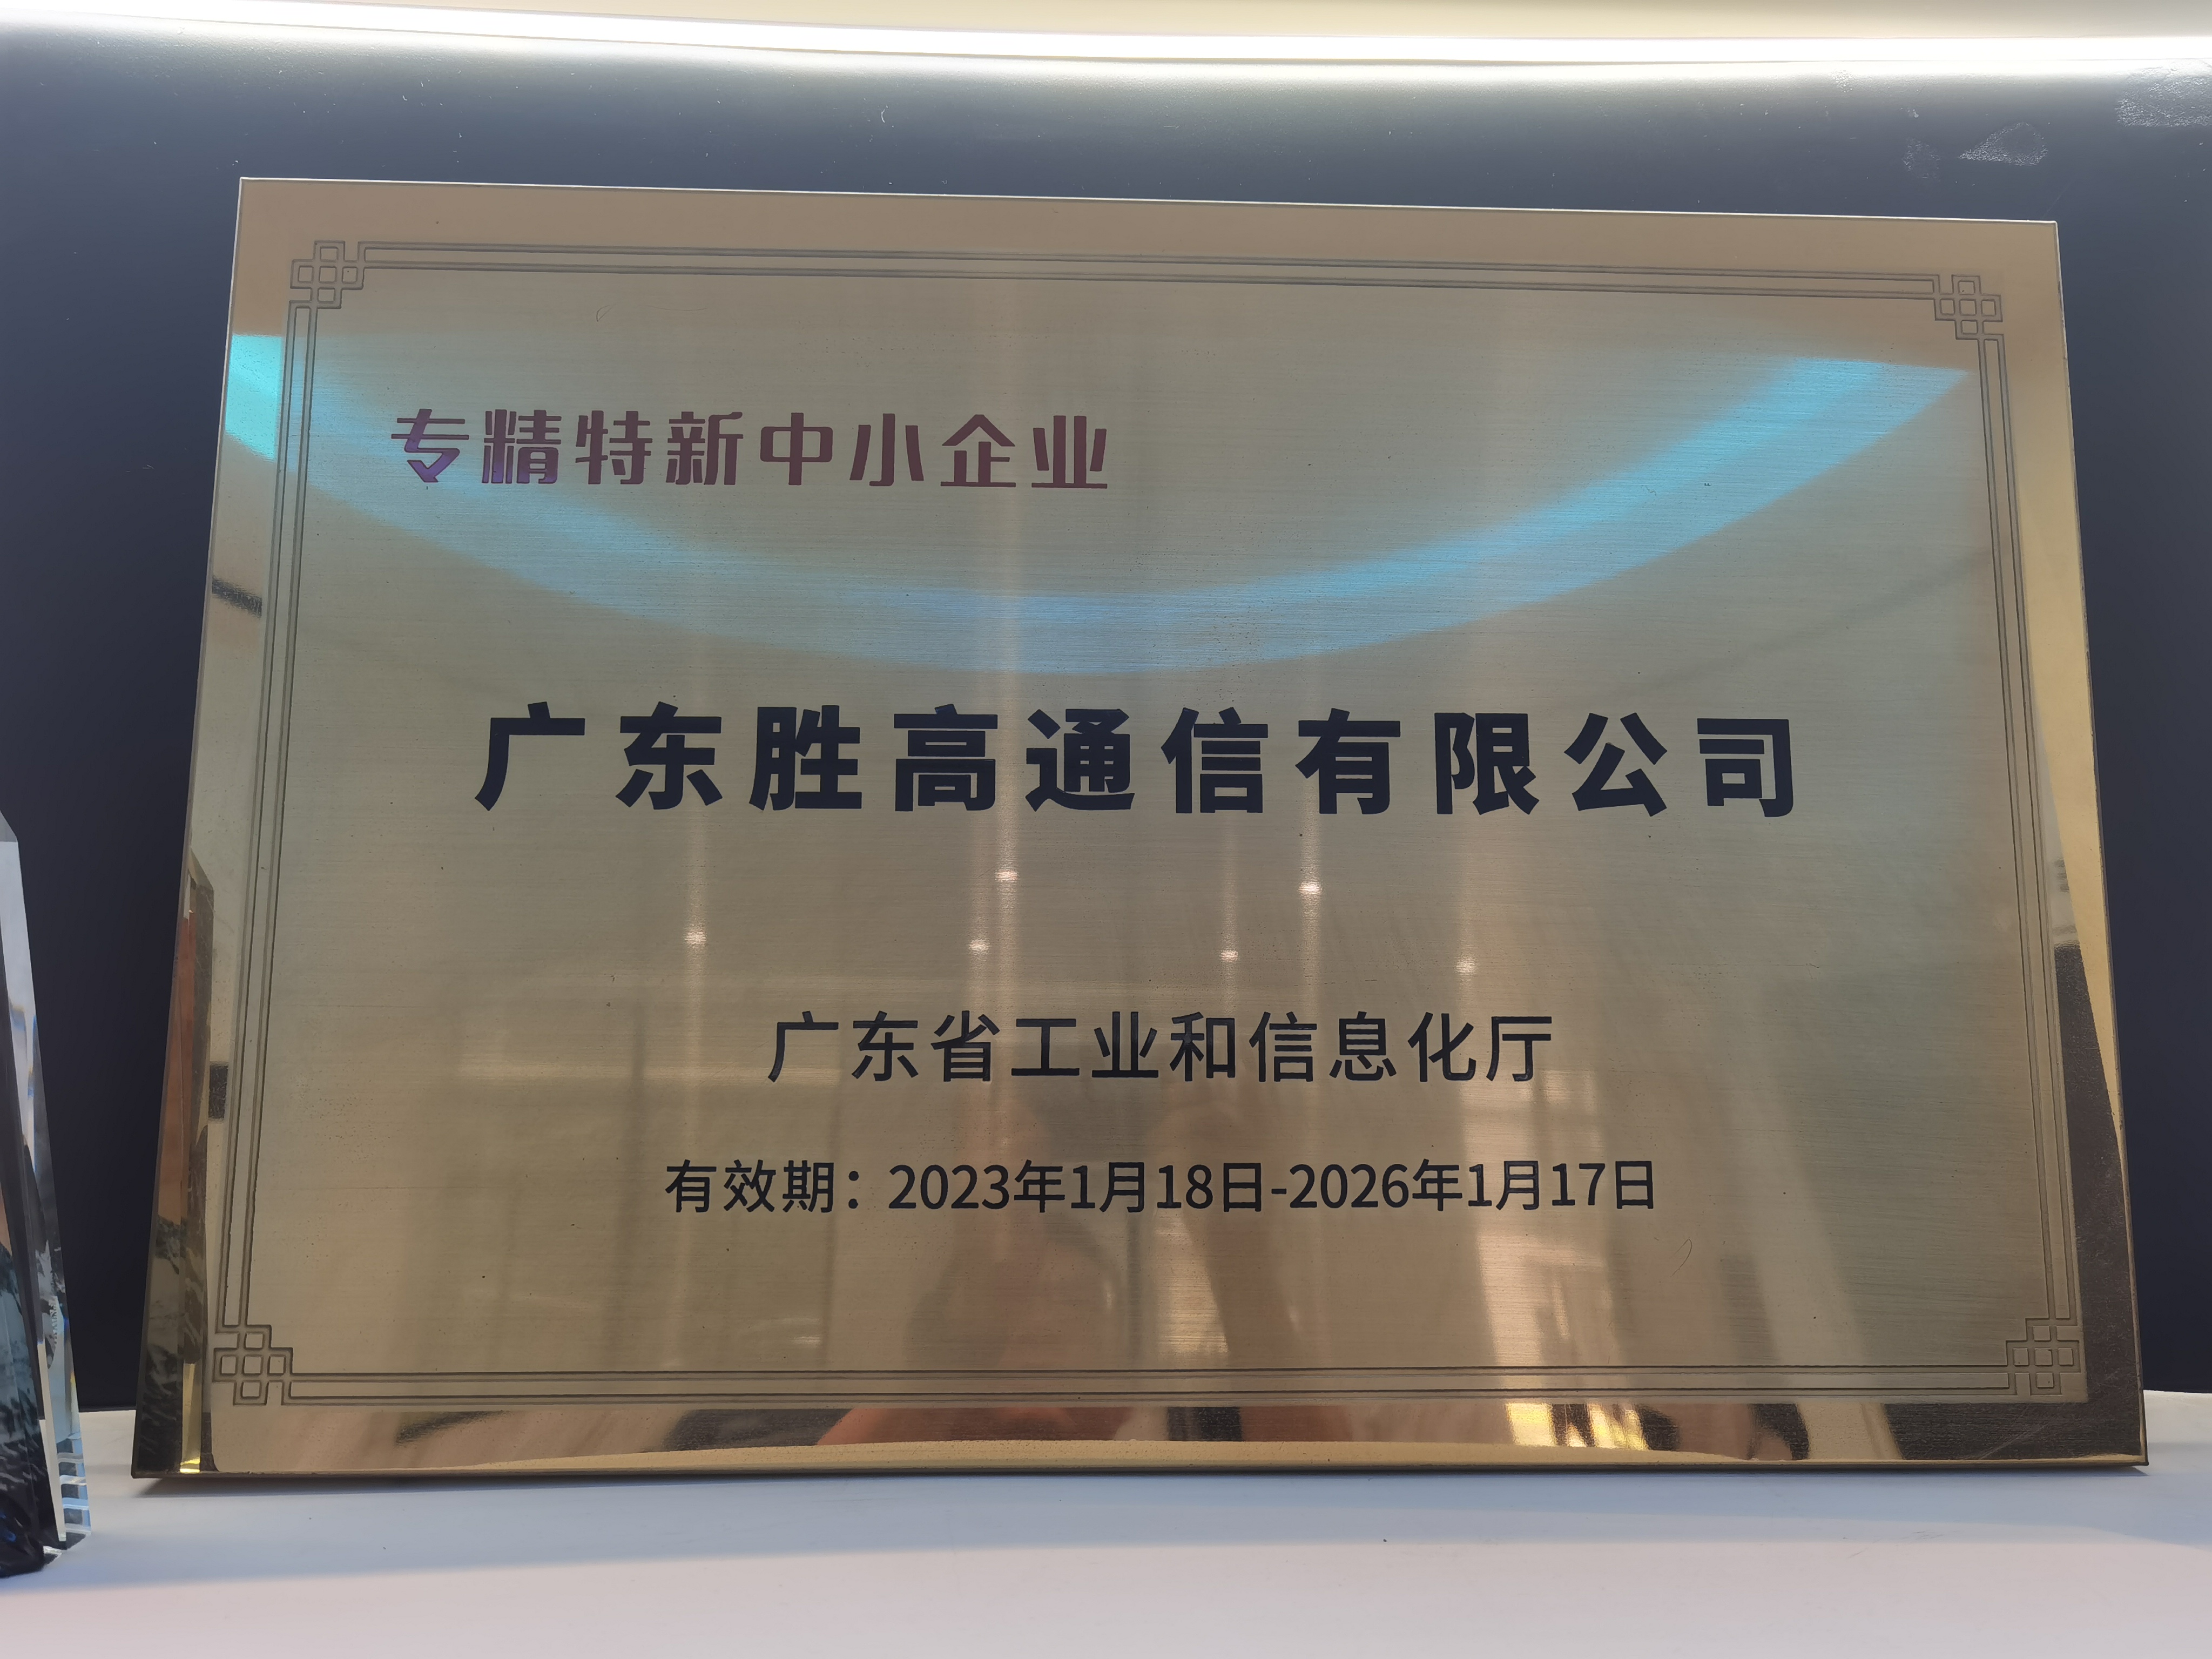 专精特新中小企业
广东胜高通信有限公司
广东省工业和信息化厅
有效期：2023年1月18日-2026年1月17日